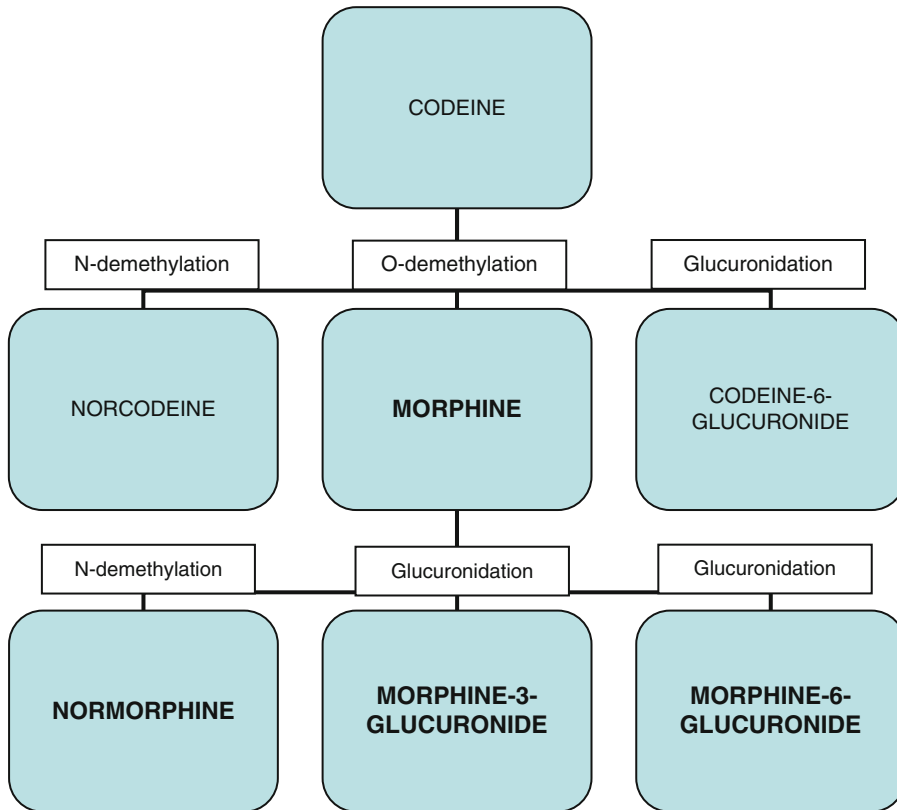 CODEINE
N-demethylation
O-demethylation
Glucuronidation
NORCODEINE
MORPHINE
CODEINE-6-
GLUCURONIDE
N-demethylation
Glucuronidation
Glucuronidation
NORMORPHINE
MORPHINE-3-
GLUCURONIDE
MORPHINE-6-
GLUCURONIDE